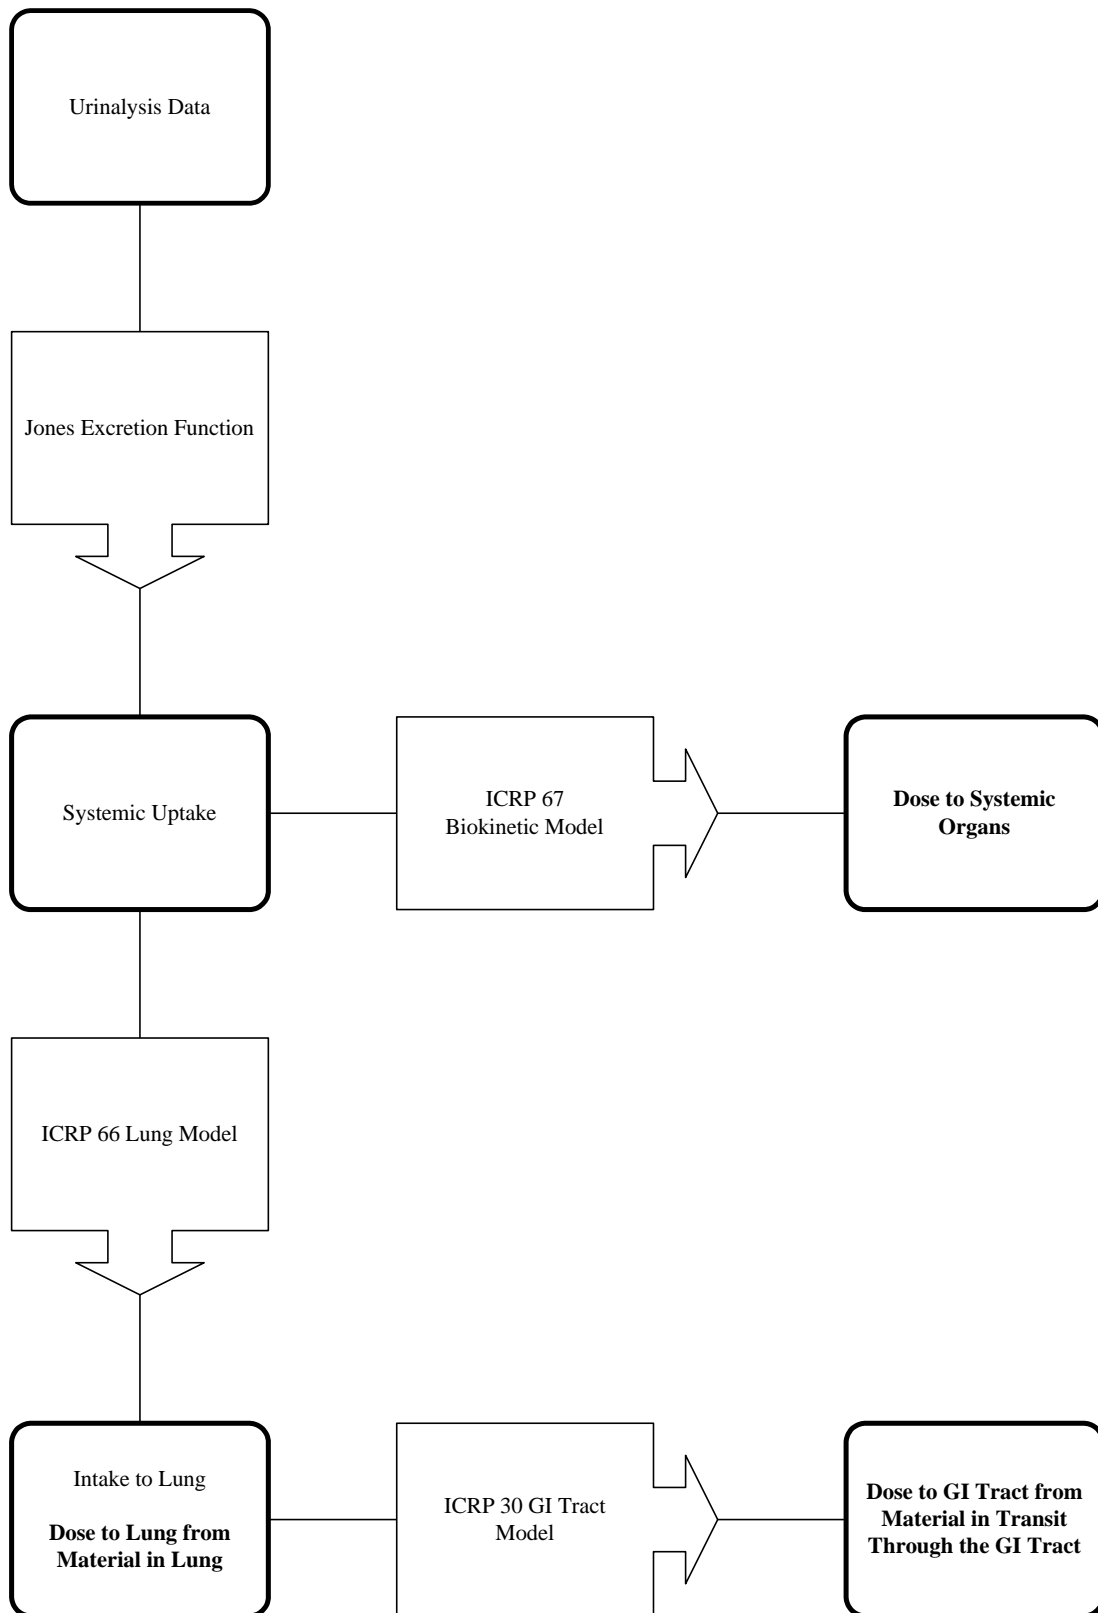 Urinalysis Data
Jones Excretion Function
Systemic Uptake
ICRP 67
Biokinetic Model
Dose to Systemic
Organs
ICRP 66 Lung Model
Intake to Lung
Dose to Lung from
Material in Lung
ICRP 30 GI Tract
Model
Dose to GI Tract from
Material in Transit
Through the GI Tract